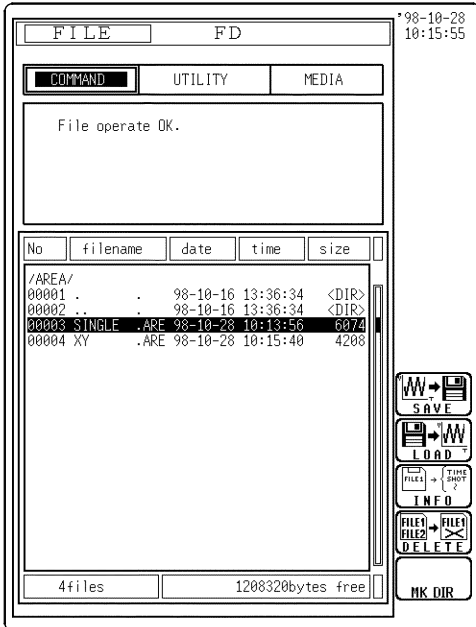 '98-10-28
10:15:55
FILE FD
COMMAND UTILITY MEDIA
File operate OK.
No filename date time size
/AREA/
00001 . . 98-10-16 13:36:34 <DIR>
00002 .. . 98-10-16 13:36:34 <DIR>
00003 SINGLE .ARE 98-10-28 10:13:56 6074
00004 XY .ARE 98-10-28 10:15:40 4208
4files 1208320bytes free
SAVE
LOAD
FILE1 TIME
SHOT
INFO
FILE1 FILE1
FILE2
DELETE
MK DIR